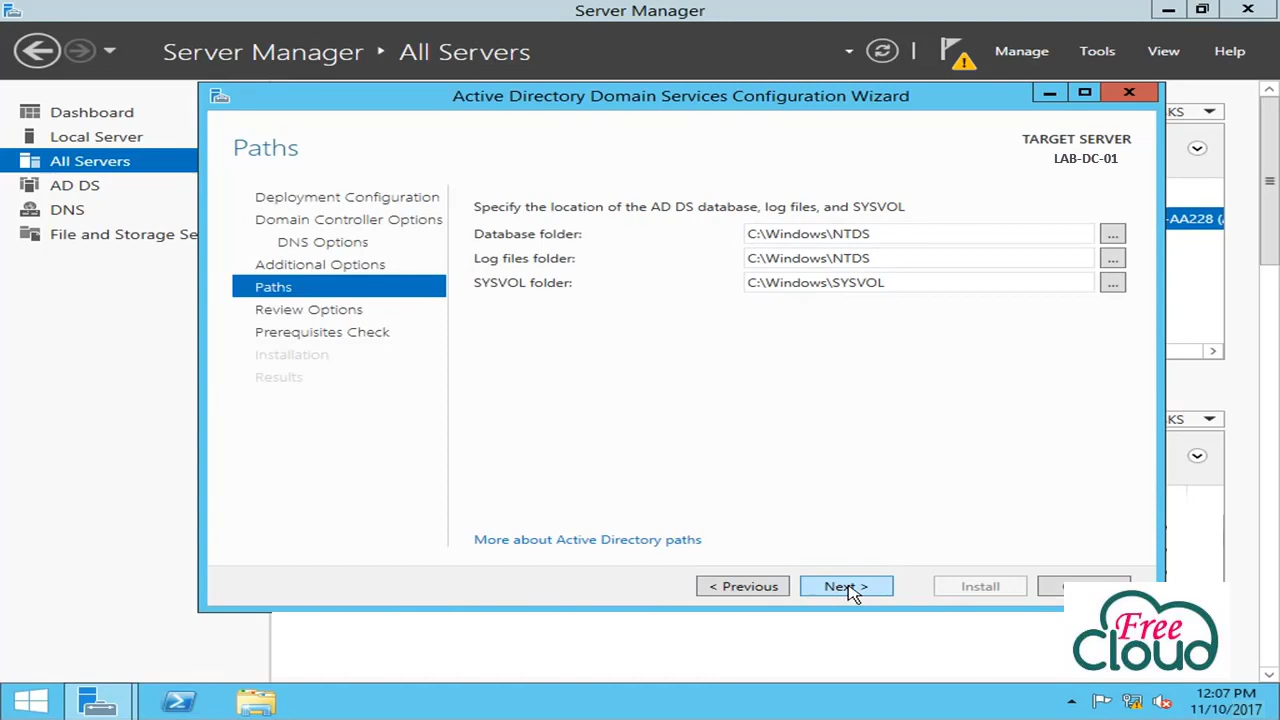 Server Manager
Server Manager ‣ All Servers
Manage Tools View Help
Dashboard
Local Server
All Servers
AD DS
DNS
File and Storage Se
KS
-AA228 (
KS
Active Directory Domain Services Configuration Wizard
Paths
TARGET SERVER
LAB-DC-01
Deployment Configuration
Domain Controller Options
DNS Options
Additional Options
Paths
Review Options
Prerequisites Check
Installation
Results
Specify the location of the AD DS database, log files, and SYSVOL
Database folder: C:\Windows\NTDS ...
Log files folder: C:\Windows\NTDS ...
SYSVOL folder: C:\Windows\SYSVOL ...
More about Active Directory paths
< Previous Next > Install
Free
Cloud
12:07 PM
11/10/2017